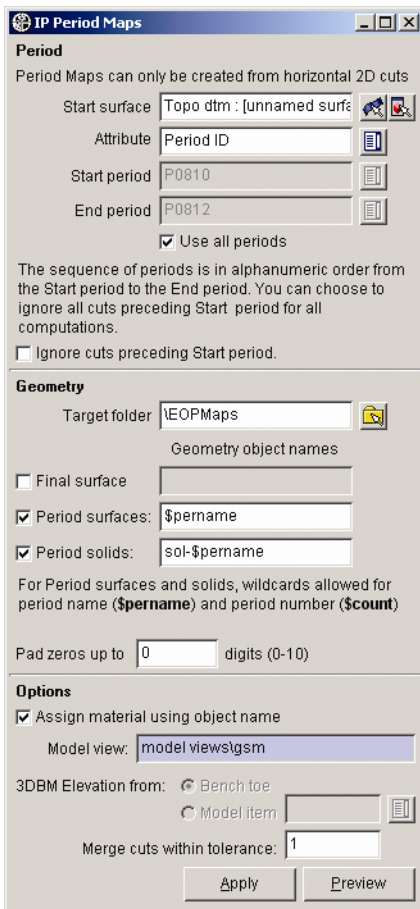 IP Period Maps
Period
Period Maps can only be created from horizontal 2D cuts
Start surface Topo dtm : [unnamed surfa
Attribute Period ID
Start period P0810
End period P0812
Use all periods
The sequence of periods is in alphanumeric order from
the Start period to the End period. You can choose to
ignore all cuts preceding Start period for all
computations.
Ignore cuts preceding Start period.
Geometry
Target folder \EOPMaps
Geometry object names
Final surface
Period surfaces: $pername
Period solids: sol-$pername
For Period surfaces and solids, wildcards allowed for
period name ($pername) and period number ($count)
Pad zeros up to 0 digits (0-10)
Options
Assign material using object name
Model view: model views\gsm
3DBM Elevation from: Bench toe
Model item
Merge cuts within tolerance: 1
Apply Preview